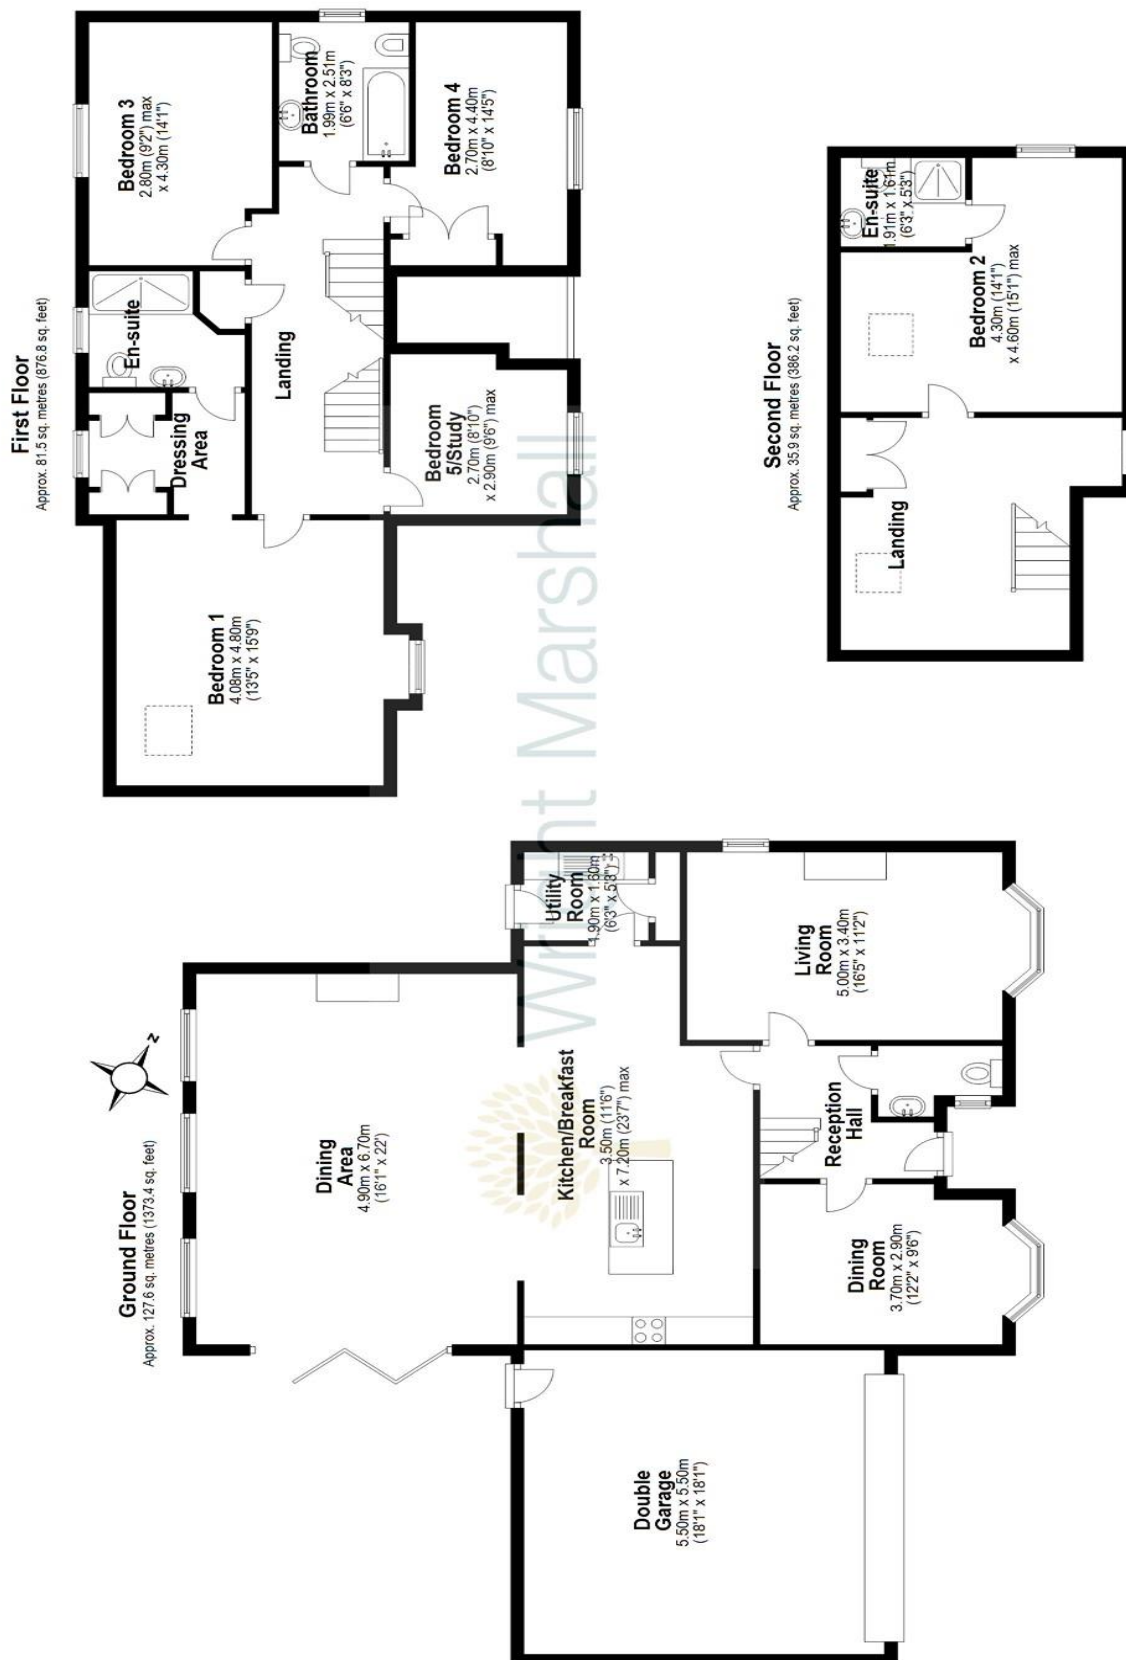 Ground Floor
Approx. 127.6 sq. metres (1373.4 sq. feet)
Dining
Area
4.90m x 6.70m
(16'1" x 22')
Utility
Room
1.90m x 1.60m
(6'3" x 5'3")
Kitchen/Breakfast
Room
3.50m (11'6")
x 7.20m (23'7") max
Living
Room
5.00m x 3.40m
(16'5" x 11'2")
Reception
Hall
Dining
Room
3.70m x 2.90m
(12'2" x 9'6")
Double
Garage
5.50m x 5.50m
(18'1" x 18'1")
First Floor
Approx. 81.5 sq. metres (876.8 sq. feet)
Bedroom 3
2.80m (9'2") max
x 4.30m (14'1")
Bathroom
1.99m x 2.51m
(6'6" x 8'3")
Bedroom 4
2.70m x 4.40m
(8'10" x 14'5")
En-suite
Dressing
Area
Landing
Bedroom
5/Study
2.70m (8'10")
x 2.90m (9'6") max
Bedroom 1
4.08m x 4.80m
(13'5" x 15'9")
Second Floor
Approx. 35.9 sq. metres (386.2 sq. feet)
En-suite
1.91m x 1.61m
(6'3" x 5'3")
Bedroom 2
4.30m (14'1")
x 4.60m (15'1") max
Landing
Wright Marshall
N